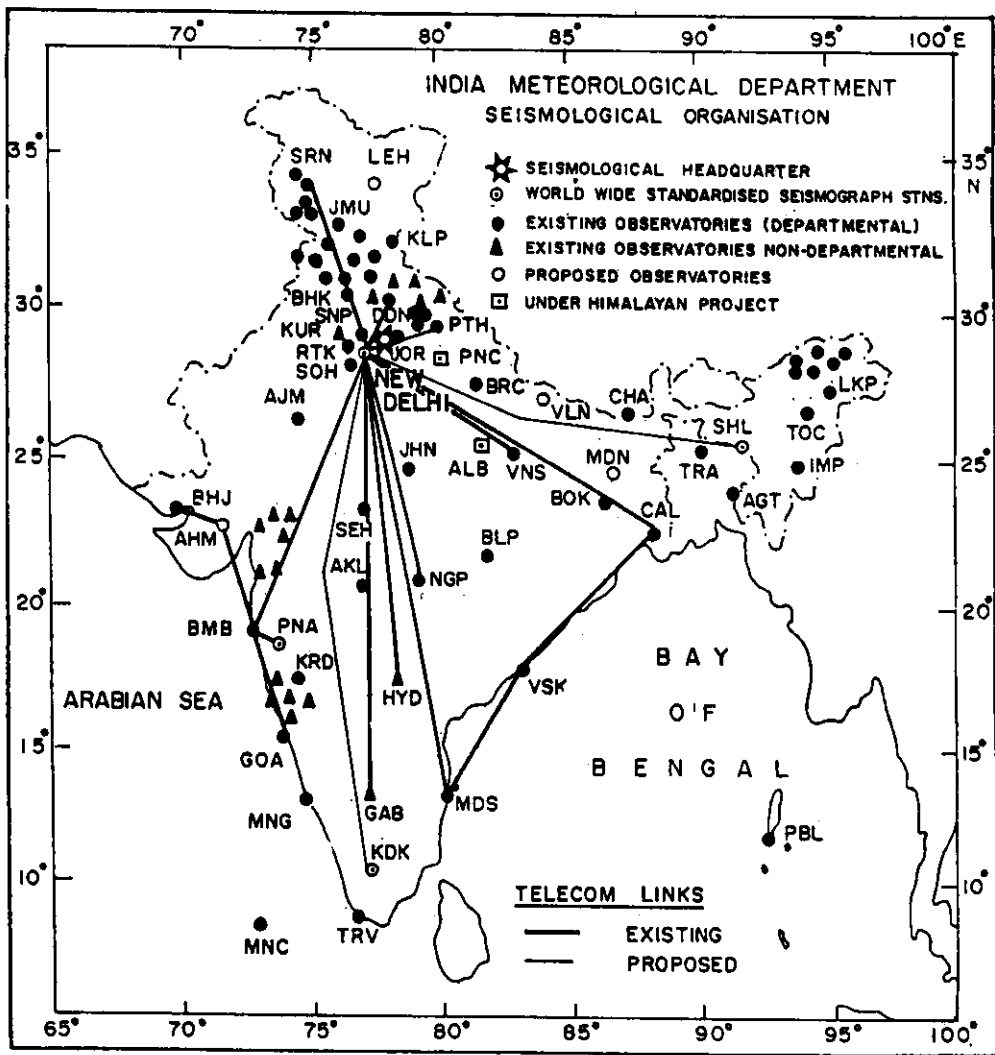 70° 75° 80° 85° 90° 95° 100°E
INDIA METEOROLOGICAL DEPARTMENT
SEISMOLOGICAL ORGANISATION
35° 35°
N
SRN LEH
SEISMOLOGICAL HEADQUARTER
WORLD WIDE STANDARDISED SEISMOGRAPH STNS.
JMU
EXISTING OBSERVATORIES (DEPARTMENTAL)
KLP
EXISTING OBSERVATORIES NON-DEPARTMENTAL
PROPOSED OBSERVATORIES
30° BHK UNDER HIMALAYAN PROJECT 30°
SNP DDN
KUR PTH
RTK UOR PNC
SOH NEW BRC LKP
AJM DELHI VLN CHA SHL TOC
JHN ALB VNS MDN TRA IMP
25° 25°
BHJ BOK AGT
AHM SEH CAL
AKL NGP BLP
20° 20°
BMB PNA
KRD BAY
ARABIAN SEA HYD VSK
O'F
GOA
15° BENGAL 15°
MNG GAB MDS
PBL
KDK
10° 10°
TELECOM LINKS
MNC TRV EXISTING
PROPOSED
65° 70° 75° 80° 85° 90° 95° 100°